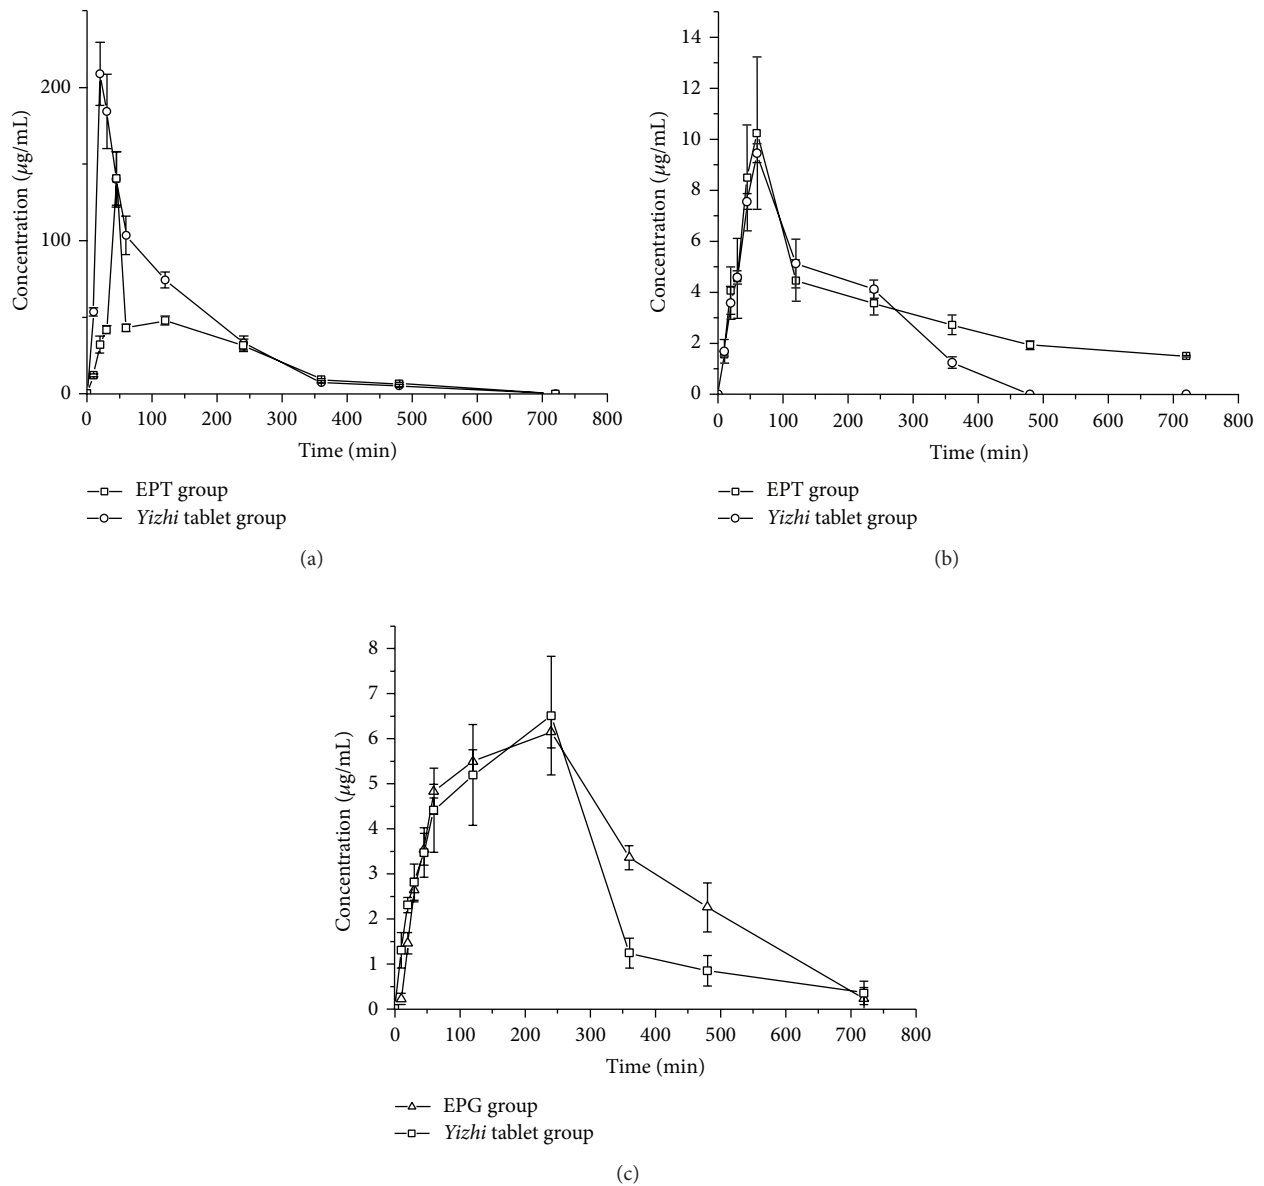 Concentration (μg/mL)
200
100
0
0 100 200 300 400 500 600 700 800
Time (min)
EPT group
Yizhi tablet group
(a)
Concentration (μg/mL)
14
12
10
8
6
4
2
0
0 100 200 300 400 500 600 700 800
Time (min)
EPT group
Yizhi tablet group
(b)
Concentration (μg/mL)
8
7
6
5
4
3
2
1
0
0 100 200 300 400 500 600 700 800
Time (min)
EPG group
Yizhi tablet group
(c)